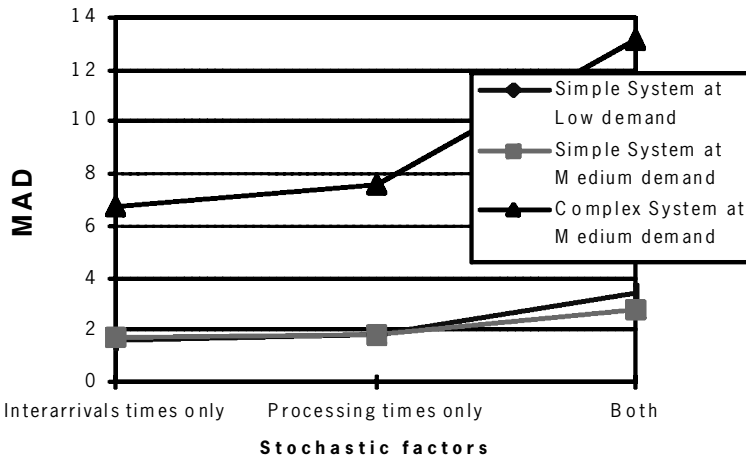 14
12
10
8
6
4
2
0
MAD
Simple System at
Low demand
Simple System at
Medium demand
Complex System at
Medium demand
Interarrivals times only
Processing times only
Both
Stochastic factors